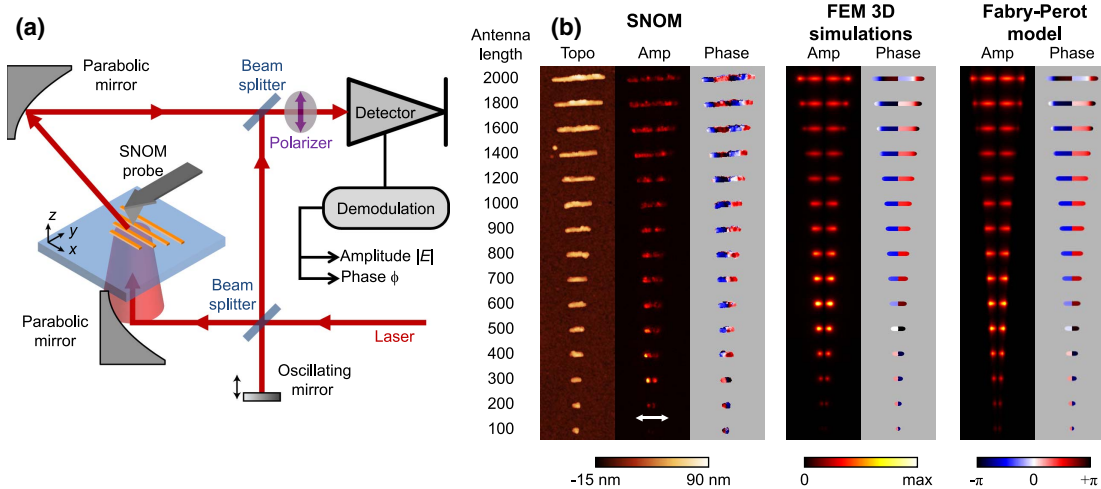 (a)
Parabolic
mirror
Beam
splitter
Detector
Polarizer
SNOM
probe
Demodulation
z
y
x
Amplitude |E|
Phase ϕ
Beam
splitter
Parabolic
mirror
Laser
Oscillating
mirror
(b)
SNOM
FEM 3D
simulations
Fabry-Perot
model
Antenna
length
Topo Amp Phase
Amp Phase
Amp Phase
2000
1800
1600
1400
1200
1000
900
800
700
600
500
400
300
200
100
-15 nm 90 nm
0 max
-π 0 +π